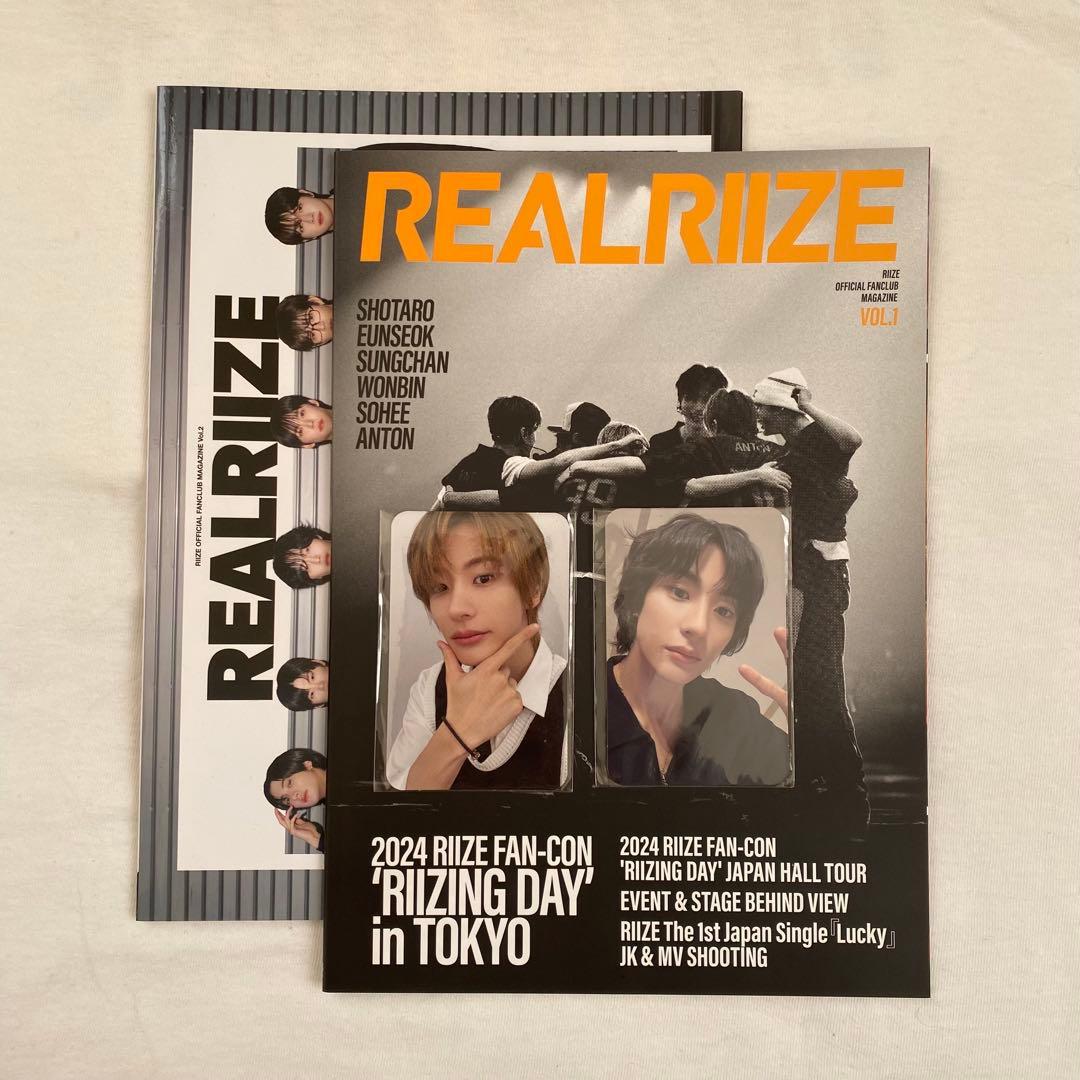 REALRIIZE
RIIZE
OFFICIAL FANCLUB
MAGAZINE
VOL.1
SHOTARO
EUNSEOK
SUNGCHAN
WONBIN
SOHEE
ANTON
ANTON
2024 RIIZE FAN-CON
'RIIZING DAY'
in TOKYO
2024 RIIZE FAN-CON
'RIIZING DAY' JAPAN HALL TOUR
EVENT & STAGE BEHIND VIEW
RIIZE The 1st Japan Single『Lucky』
JK & MV SHOOTING
RIIZE OFFICIAL FANCLUB MAGAZINE Vol.2
REALRIIZE